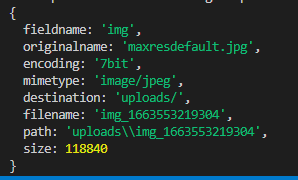 {
  fieldname: 'img',
  originalname: 'maxresdefault.jpg',
  encoding: '7bit',
  mimetype: 'image/jpeg',
  destination: 'uploads/',
  filename: 'img_1663553219304',
  path: 'uploads\\img_1663553219304',
  size: 118840
}